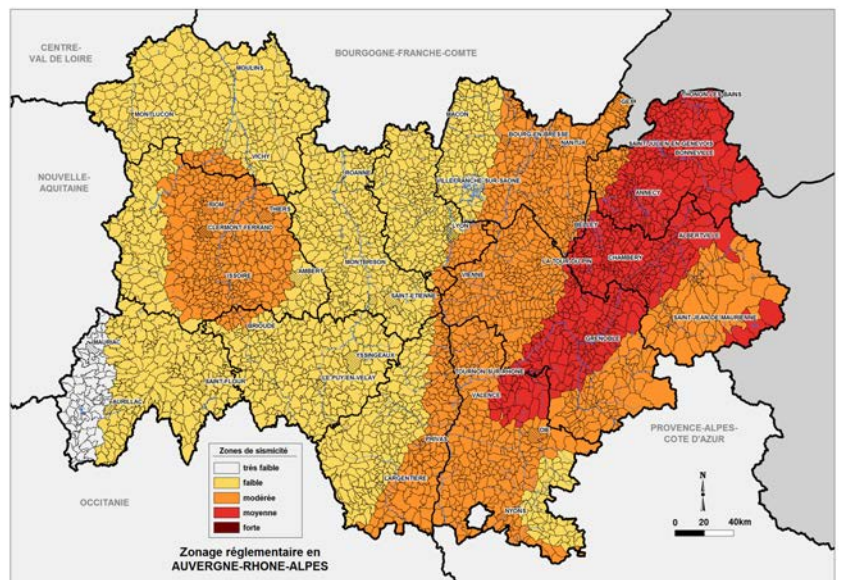 CENTRE-
VAL DE LOIRE
BOURGOGNE-FRANCHE-COMTE
MOULINS
THONON-LES-BAINS
GEX
MONTLUCON
MACON
BOURG-EN-BRESSE
NANTUA
SAINT-JULIEN-EN-GENEVOIS
BONNEVILLE
VICHY
ROANNE
NOUVELLE-
AQUITAINE
VILLEFRANCHE-SUR-SAONE
ANNECY
RIOM
THIERS
CLERMONT-FERRAND
LYON
BELLEY
ALBERTVILLE
MONTBRISON
LA-TOUR-DU-PIN
CHAMBERY
ISSOIRE
AMBERT
VIENNE
SAINT-ETIENNE
SAINT-JEAN-DE-MAURIENNE
BRIOUDE
GRENOBLE
MAURIAC
YSSINGEAUX
TOURNON-SUR-RHONE
SAINT-FLOUR
LE-PUY-EN-VELAY
VALENCE
AURILLAC
DIE
PROVENCE-ALPES-
COTE D'AZUR
PRIVAS
Zones de sismicité
très faible
faible
modérée
moyenne
forte
LARGENTIERE
OCCITANIE
NYONS
N
0 20 40km
Zonage réglementaire en
AUVERGNE-RHONE-ALPES